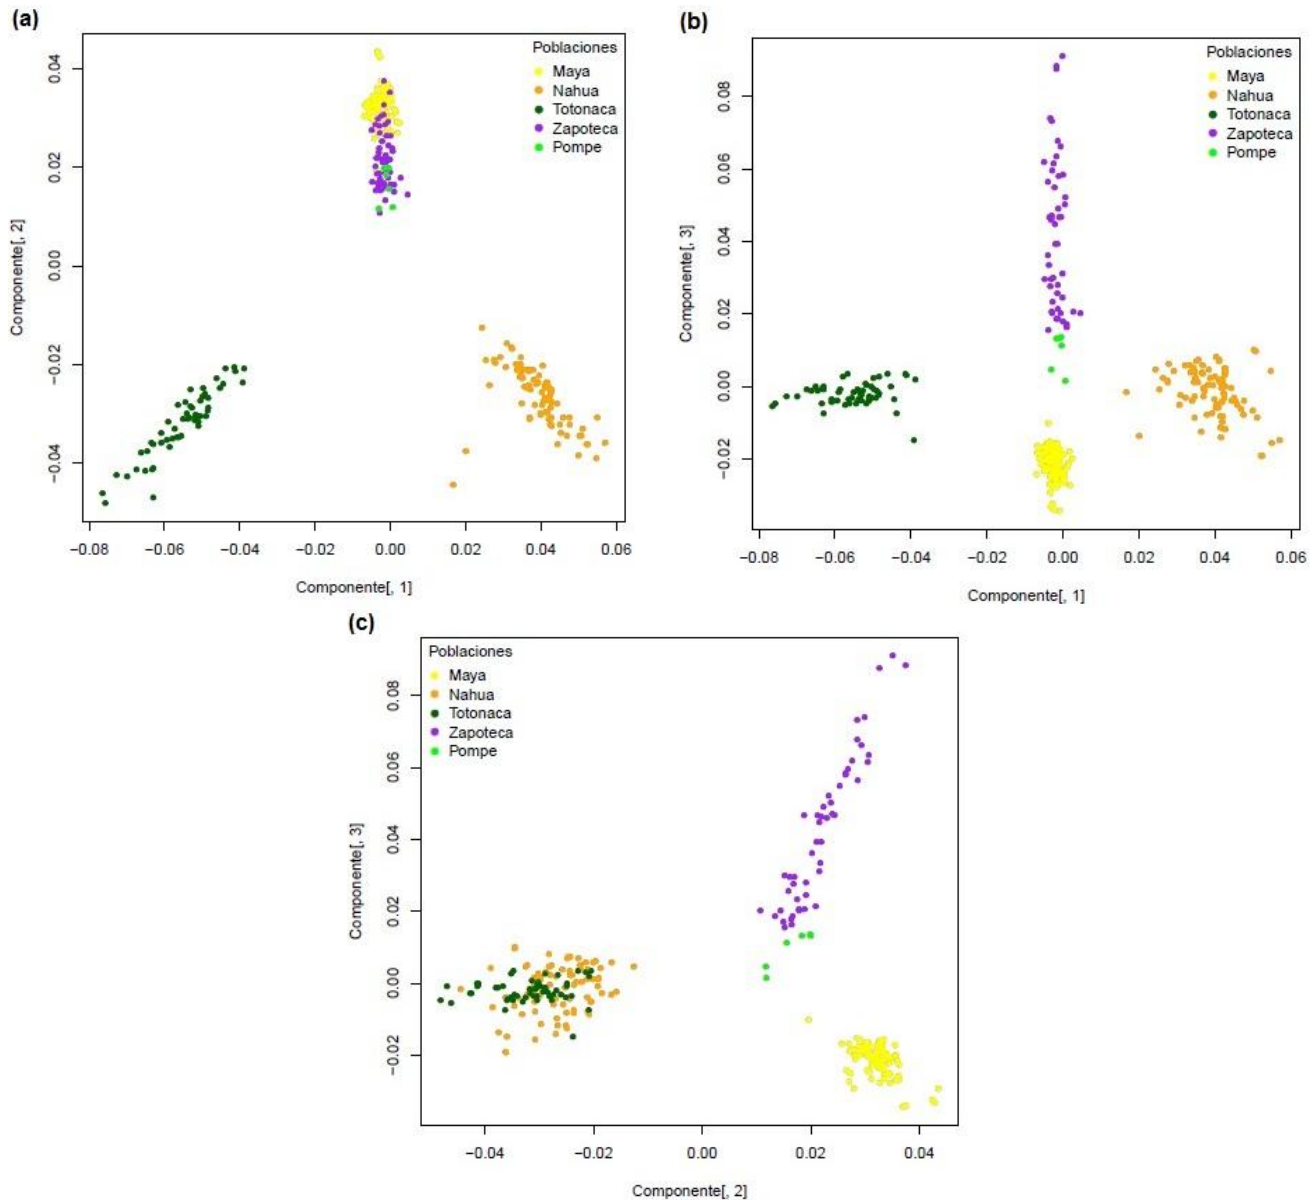 (a)
Poblaciones
Maya
Nahua
Totonaca
Zapoteca
Pompe
0.04
0.02
0.00
−0.02
−0.04
Componente[, 2]
−0.08 −0.06 −0.04 −0.02 0.00 0.02 0.04 0.06
Componente[, 1]
(b)
Poblaciones
Maya
Nahua
Totonaca
Zapoteca
Pompe
0.08
0.06
0.04
0.02
0.00
−0.02
Componente[, 3]
−0.08 −0.06 −0.04 −0.02 0.00 0.02 0.04 0.06
Componente[, 1]
(c)
Poblaciones
Maya
Nahua
Totonaca
Zapoteca
Pompe
0.08
0.06
0.04
0.02
0.00
−0.02
Componente[, 3]
−0.04 −0.02 0.00 0.02 0.04
Componente[, 2]